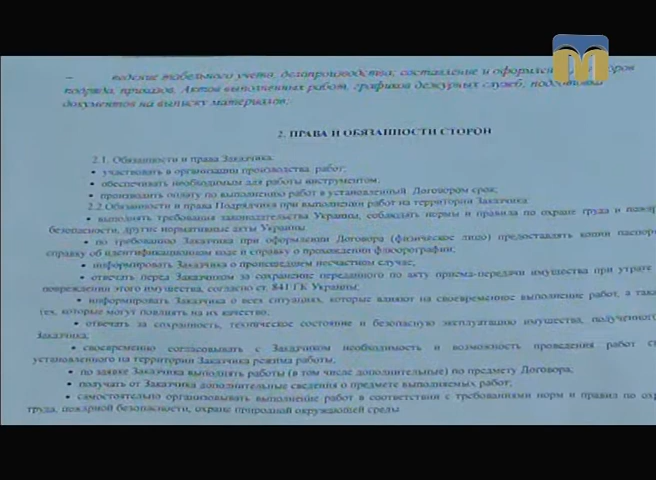 – ведение табельного учета, делопроизводства; составление и оформление
подряда, приказов, Актов выполненных работ, графиков дежурных служб, подготовка
документов на выписку материалов;
2. ПРАВА И ОБЯЗАННОСТИ СТОРОН
2.1. Обязанности и права Заказчика.
• участвовать в организации производства работ;
• обеспечивать необходимым для работы инструментом;
• производить оплату по выполнению работ в установленный Договором срок;
2.2 Обязанности и права Подрядчика при выполнении работ на территории Заказчика
• выполнять требования законодательства Украины, соблюдать нормы и правила по охране труда и
безопасности, другие нормативные акты Украины
• по требованию Заказчика при оформлении Договора (физическое лицо) предоставлять копии
справку об идентификационном коде и справку о прохождении флюорографии;
• информировать Заказчика о происшедшем несчастном случае;
• отвечать перед Заказчиком за сохранение переданного по акту приема-передачи имущества при утрате
повреждении этого имущества, согласно ст. 841 ГК Украины;
• информировать Заказчика о всех ситуациях, которые влияют на своевременное выполнение работ, а
тех, которые могут повлиять на их качество;
• отвечать за сохранность, техническое состояние и безопасную эксплуатацию имущества,
Заказчика;
• своевременно согласовывать с Заказчиком необходимость и возможность проведения работ
установленного на территории Заказчика режима работы;
• по заявке Заказчика выполнять работы (в том числе дополнительные) по предмету Договора;
• получать от Заказчика дополнительные сведения о предмете выполняемых работ;
• самостоятельно организовывать выполнение работ в соответствии с требованиями норм и правил по
труда, пожарной безопасности, охране природной окружающей среды